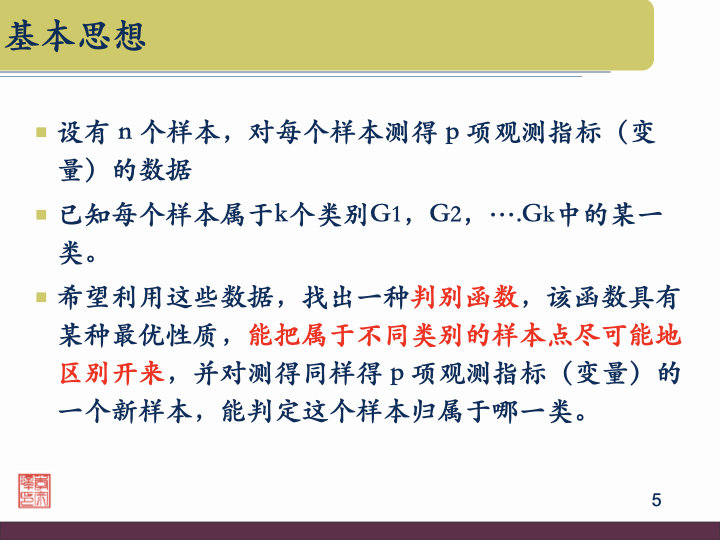 基本思想
设有 n 个样本，对每个样本测得 p 项观测指标（变
量）的数据
已知每个样本属于k个类别G1，G2，….Gk中的某一
类。
希望利用这些数据，找出一种判别函数，该函数具有
某种最优性质，能把属于不同类别的样本点尽可能地
区别开来，并对测得同样得 p 项观测指标（变量）的
一个新样本，能判定这个样本归属于哪一类。
5